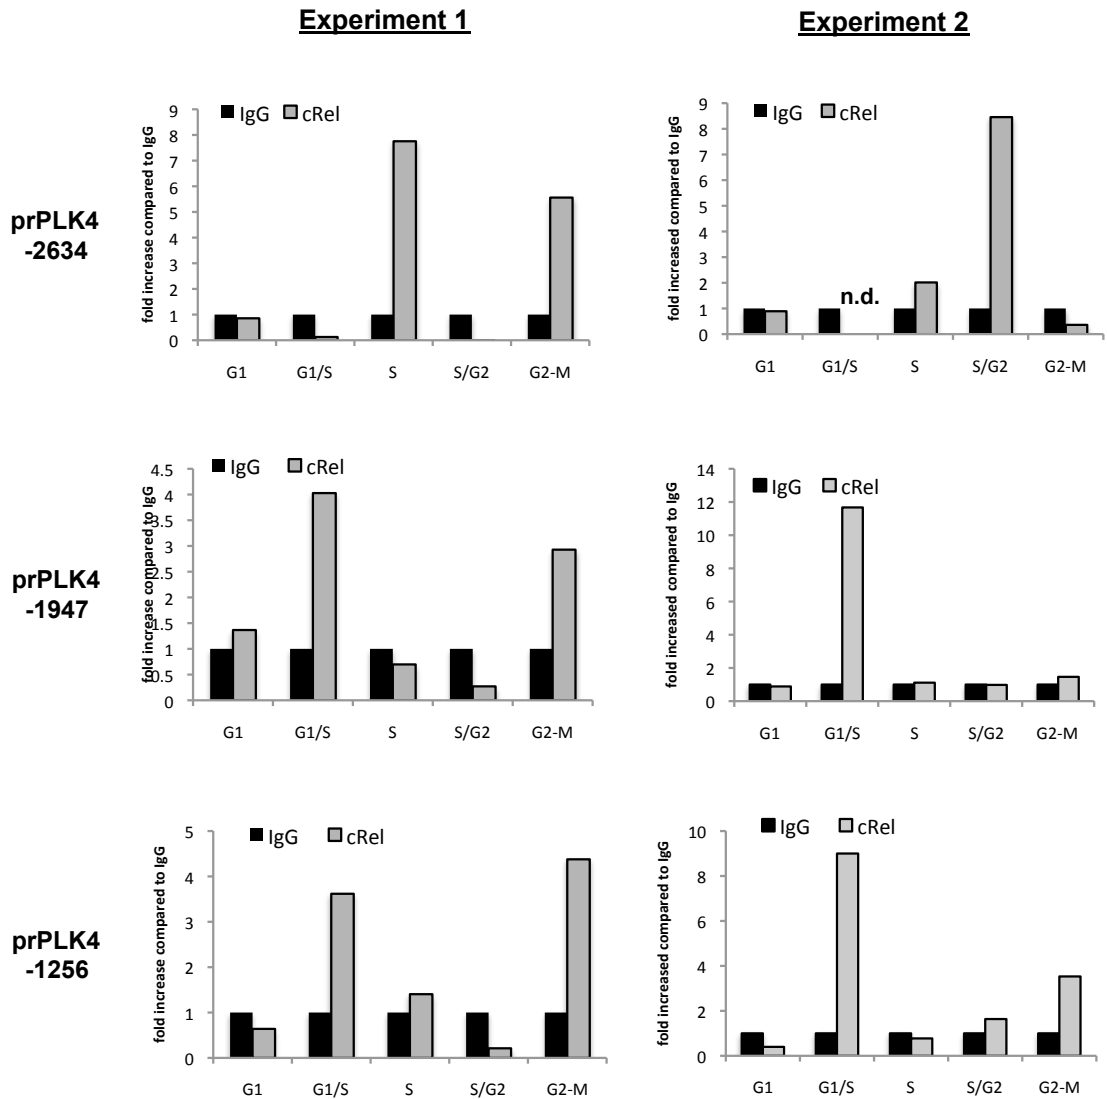 Experiment 1
Experiment 2
prPLK4
-2634
fold increase compared to IgG
IgG cRel
9
8
7
6
5
4
3
2
1
0
G1 G1/S S S/G2 G2-M
fold increased compared to IgG
IgG cRel
9
8
7
6
5
4
3
2
1
0
n.d.
G1 G1/S S S/G2 G2-M
prPLK4
-1947
fold increase compared to IgG
IgG cRel
4.5
4
3.5
3
2.5
2
1.5
1
0.5
0
G1 G1/S S S/G2 G2-M
fold increased compared to IgG
IgG cRel
14
12
10
8
6
4
2
0
G1 G1/S S S/G2 G2-M
prPLK4
-1256
fold increase compared to IgG
IgG cRel
5
4
3
2
1
0
G1 G1/S S S/G2 G2-M
fold increased compared to IgG
IgG cRel
10
8
6
4
2
0
G1 G1/S S S/G2 G2-M